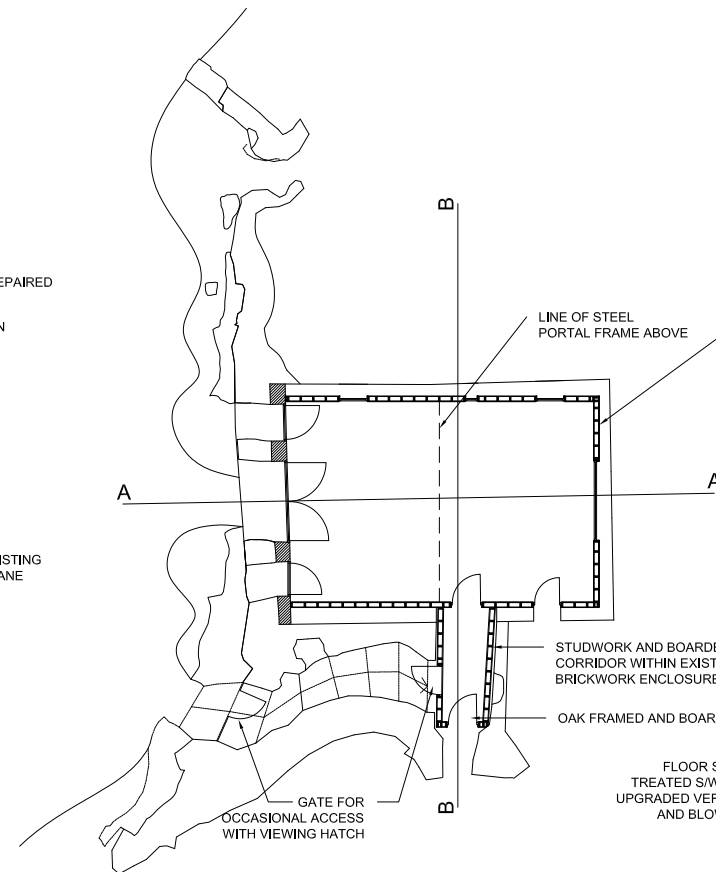 B
EPAIRED
N
LINE OF STEEL
PORTAL FRAME ABOVE
A
A
ISTING
ANE
STUDWORK AND BOARDE
CORRIDOR WITHIN EXIST
BRICKWORK ENCLOSURE
OAK FRAMED AND BOAR
FLOOR S
TREATED S/W
UPGRADED VER
AND BLOW
GATE FOR
OCCASIONAL ACCESS
WITH VIEWING HATCH
B